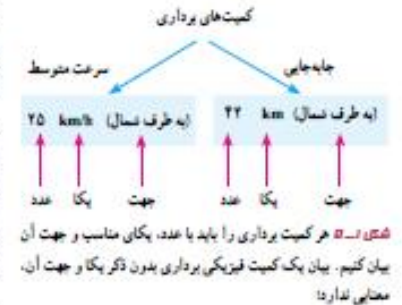 کمیت‌های برداری
جابه‌جایی
سرعت متوسط
۴۲ km (به طرف شمال)
۲۵ km/h (به طرف شمال)
جهت یکا عدد
جهت یکا عدد
هر کمیت برداری را باید با عدد، یکای مناسب و جهت آن
بیان کنیم. بیان یک کمیت فیزیکی برداری بدون ذکر یکا و جهت آن،
معنایی ندارد!